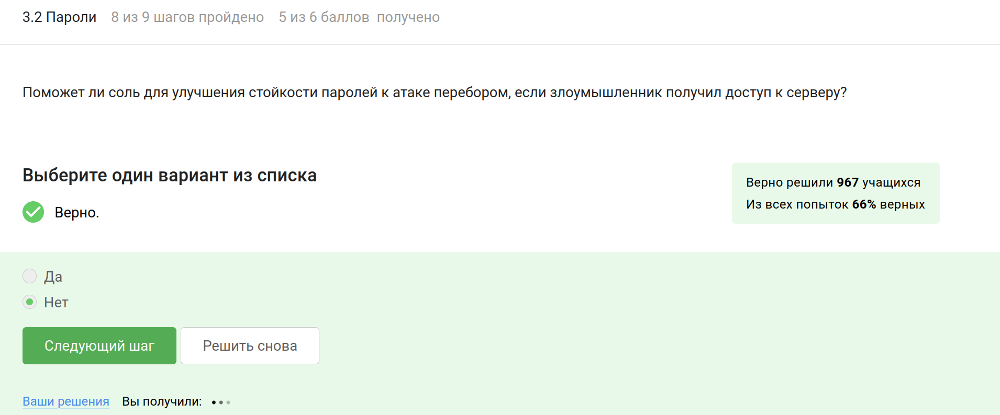 3.2 Пароли 8 из 9 шагов пройдено 5 из 6 баллов получено
Поможет ли соль для улучшения стойкости паролей к атаке перебором, если злоумышленник получил доступ к серверу?
Выберите один вариант из списка
Верно.
Верно решили 967 учащихся
Из всех попыток 66% верных
Да
Нет
Следующий шаг Решить снова
Ваши решения Вы получили: